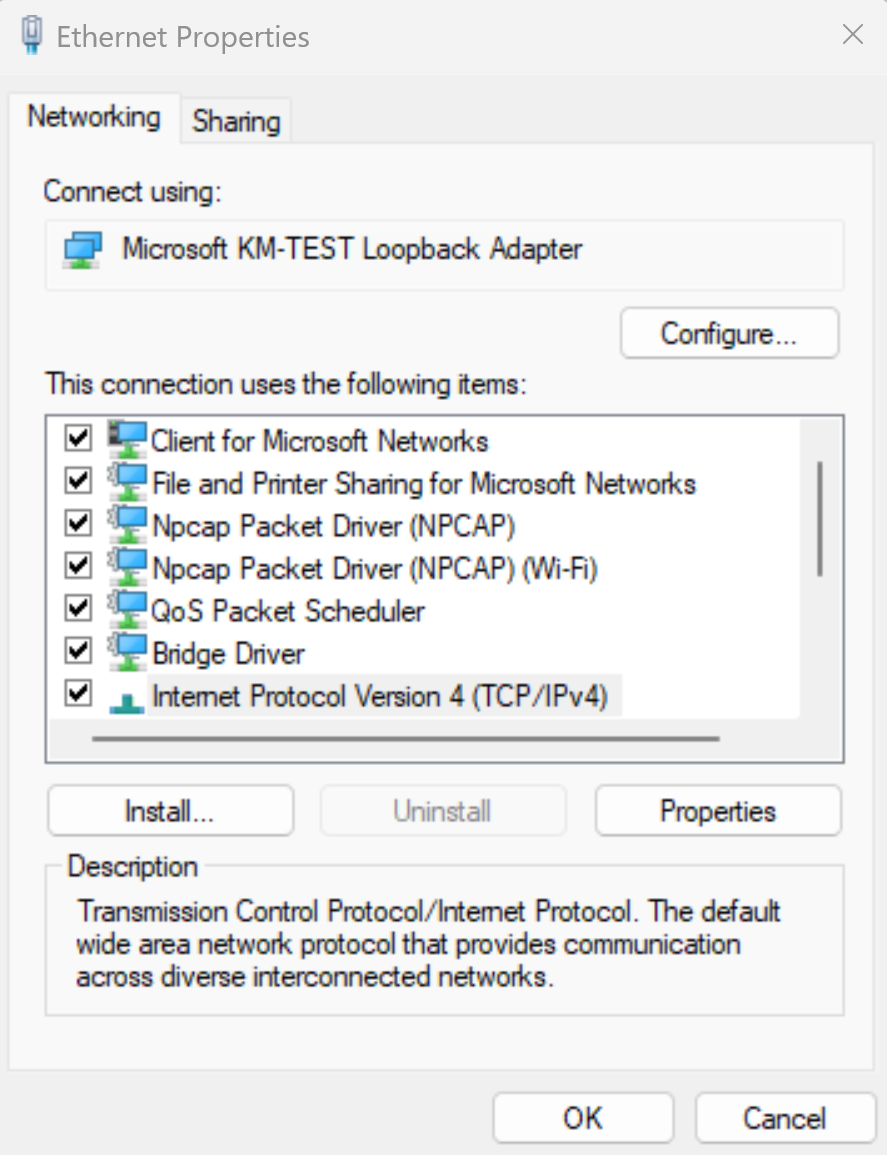 Ethernet Properties
Networking
Sharing
Connect using:
Microsoft KM-TEST Loopback Adapter
Configure...
This connection uses the following items:
Client for Microsoft Networks
File and Printer Sharing for Microsoft Networks
Npcap Packet Driver (NPCAP)
Npcap Packet Driver (NPCAP) (Wi-Fi)
QoS Packet Scheduler
Bridge Driver
Internet Protocol Version 4 (TCP/IPv4)
Install...
Uninstall
Properties
Description
Transmission Control Protocol/Internet Protocol. The default
wide area network protocol that provides communication
across diverse interconnected networks.
OK
Cancel